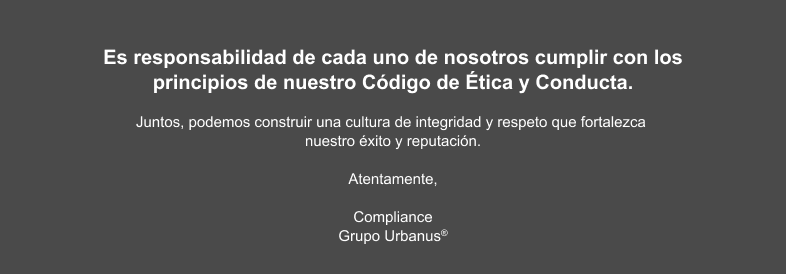 Es responsabilidad de cada uno de nosotros cumplir con los
principios de nuestro Código de Ética y Conducta.
Juntos, podemos construir una cultura de integridad y respeto que fortalezca
nuestro éxito y reputación.
Atentamente,
Compliance
Grupo Urbanus®